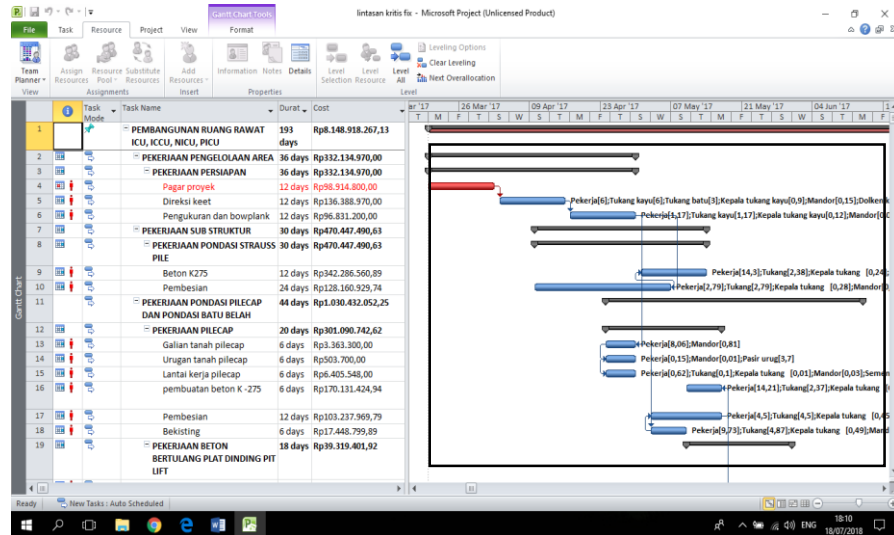 lintasan kritis fix - Microsoft Project (Unlicensed Product)
Gantt Chart Tools
File Task Resource Project View Format
Team Planner
Assign Resources
Resource Pool
Substitute Resources
Add Resources
Information
Notes
Details
Level Selection
Level Resource
Level All
Leveling Options
Clear Leveling
Next Overallocation
View Assignments Insert Properties Level
Task Mode Task Name Durat Cost
26 Mar '17 09 Apr '17 23 Apr '17 07 May '17 21 May '17 04 Jun '17
T M F T S W T M F T S W T M F T S W T M F
1 PEMBANGUNAN RUANG RAWAT ICU, ICCU, NICU, PICU 193 days Rp8.148.918.267,13
2 PEKERJAAN PENGELOLAAN AREA 36 days Rp332.134.970,00
3 PEKERJAAN PERSIAPAN 36 days Rp332.134.970,00
4 Pagar proyek 12 days Rp98.914.800,00
5 Direksi keet 12 days Rp136.388.970,00
Pekerja[6];Tukang kayu[6];Tukang batu[3];Kepala tukang kayu[0,9];Mandor[0,15];Dolken
6 Pengukuran dan bowplank 12 days Rp96.831.200,00
Pekerja[1,17];Tukang kayu[1,17];Kepala tukang kayu[0,12];Mandor[0,0
7 PEKERJAAN SUB STRUKTUR 30 days Rp470.447.490,63
8 PEKERJAAN PONDASI STRAUSS PILE 30 days Rp470.447.490,63
9 Beton K275 12 days Rp342.286.560,89
Pekerja[14,3];Tukang[2,38];Kepala tukang [0,24];
10 Pembesian 24 days Rp128.160.929,74
Pekerja[2,79];Tukang[2,79];Kepala tukang [0,28];Mandor[0,
11 PEKERJAAN PONDASI PILECAP DAN PONDASI BATU BELAH 44 days Rp1.030.432.052,25
12 PEKERJAAN PILECAP 20 days Rp301.090.742,62
13 Galian tanah pilecap 6 days Rp3.363.300,00
Pekerja[8,06];Mandor[0,81]
14 Urugan tanah pilecap 6 days Rp503.700,00
Pekerja[0,15];Mandor[0,01];Pasir urug[3,7]
15 Lantai kerja pilecap 6 days Rp6.405.548,00
Pekerja[0,62];Tukang[0,1];Kepala tukang [0,01];Mandor[0,03];Semen
16 pembuatan beton K -275 6 days Rp170.131.424,94
Pekerja[14,21];Tukang[2,37];Kepala tukang
17 Pembesian 12 days Rp103.237.969,79
Pekerja[4,5];Tukang[4,5];Kepala tukang [0,45
18 Bekisting 6 days Rp17.448.799,89
Pekerja[9,73];Tukang[4,87];Kepala tukang [0,49];Mand
19 PEKERJAAN BETON BERTULANG PLAT DINDING PIT LIFT 18 days Rp39.319.401,92
Gantt Chart
Ready New Tasks : Auto Scheduled
ENG
18:10
18/07/2018